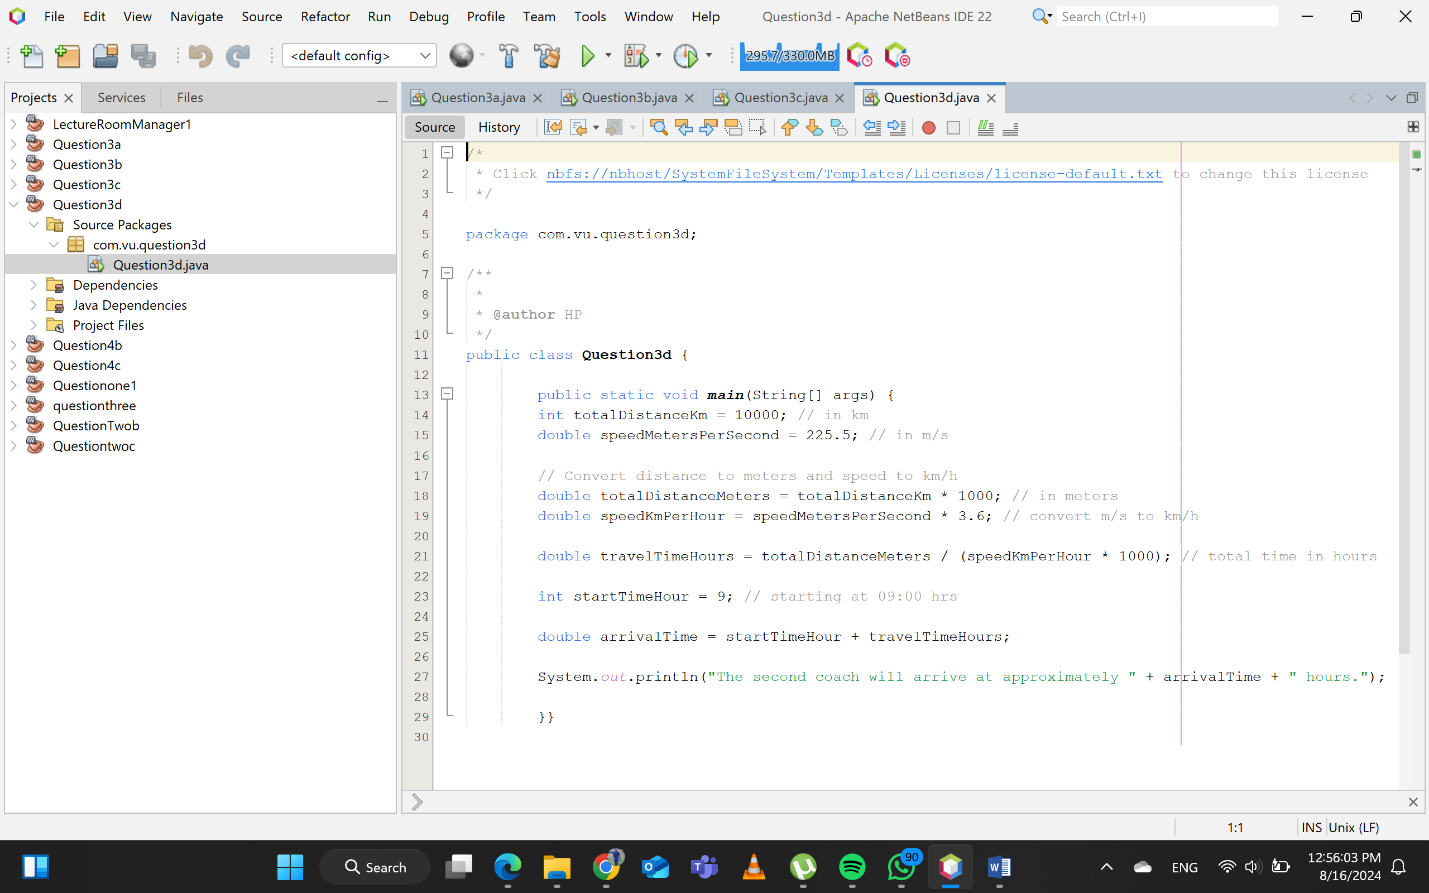 File Edit View Navigate Source Refactor Run Debug Profile Team Tools Window Help Question3d - Apache NetBeans IDE 22 Search (Ctrl+I)
<default config> 295.7/330.0MB
Projects Services Files
LectureRoomManager1
Question3a
Question3b
Question3c
Question3d
Source Packages
com.vu.question3d
Question3d.java
Dependencies
Java Dependencies
Project Files
Question4b
Question4c
Questionone1
questionthree
QuestionTwob
Questiontwoc
Question3a.java Question3b.java Question3c.java Question3d.java
Source History
1 /*
2 * Click nbfs://nbhost/SystemFileSystem/Templates/Licenses/license-default.txt to change this license
3 */
4
5 package com.vu.question3d;
6
7 /**
8 *
9 * @author HP
10 */
11 public class Question3d {
12
13 public static void main(String[] args) {
14 int totalDistanceKm = 10000; // in km
15 double speedMetersPerSecond = 225.5; // in m/s
16
17 // Convert distance to meters and speed to km/h
18 double totalDistanceMeters = totalDistanceKm * 1000; // in meters
19 double speedKmPerHour = speedMetersPerSecond * 3.6; // convert m/s to km/h
20
21 double travelTimeHours = totalDistanceMeters / (speedKmPerHour * 1000); // total time in hours
22
23 int startTimeHour = 9; // starting at 09:00 hrs
24
25 double arrivalTime = startTimeHour + travelTimeHours;
26
27 System.out.println("The second coach will arrive at approximately " + arrivalTime + " hours.");
28
29 }}
30
1:1 INS Unix (LF)
Search 90 ENG 12:56:03 PM
8/16/2024